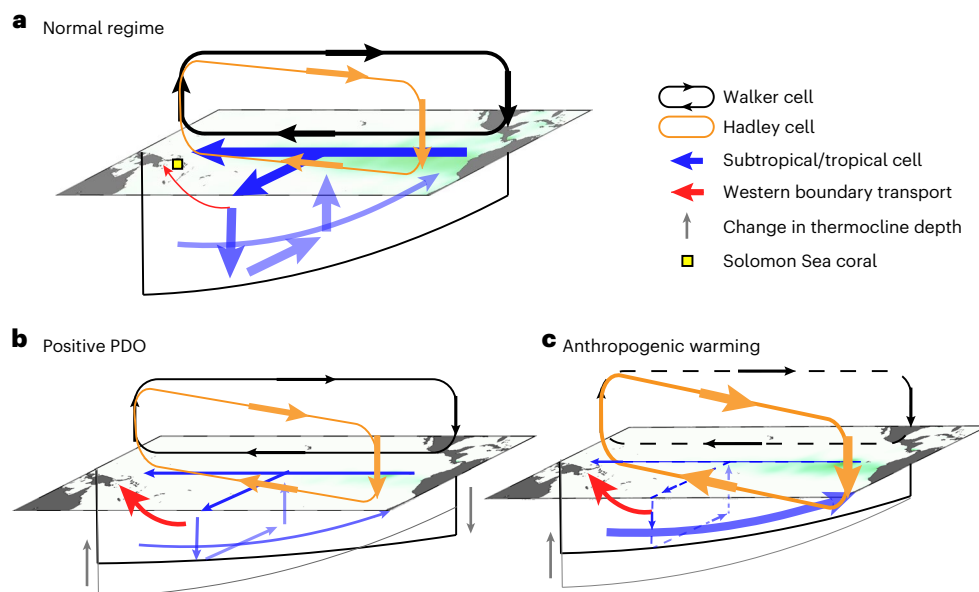 a
Normal regime
Walker cell
Hadley cell
Subtropical/tropical cell
Western boundary transport
Change in thermocline depth
Solomon Sea coral
b
Positive PDO
c
Anthropogenic warming